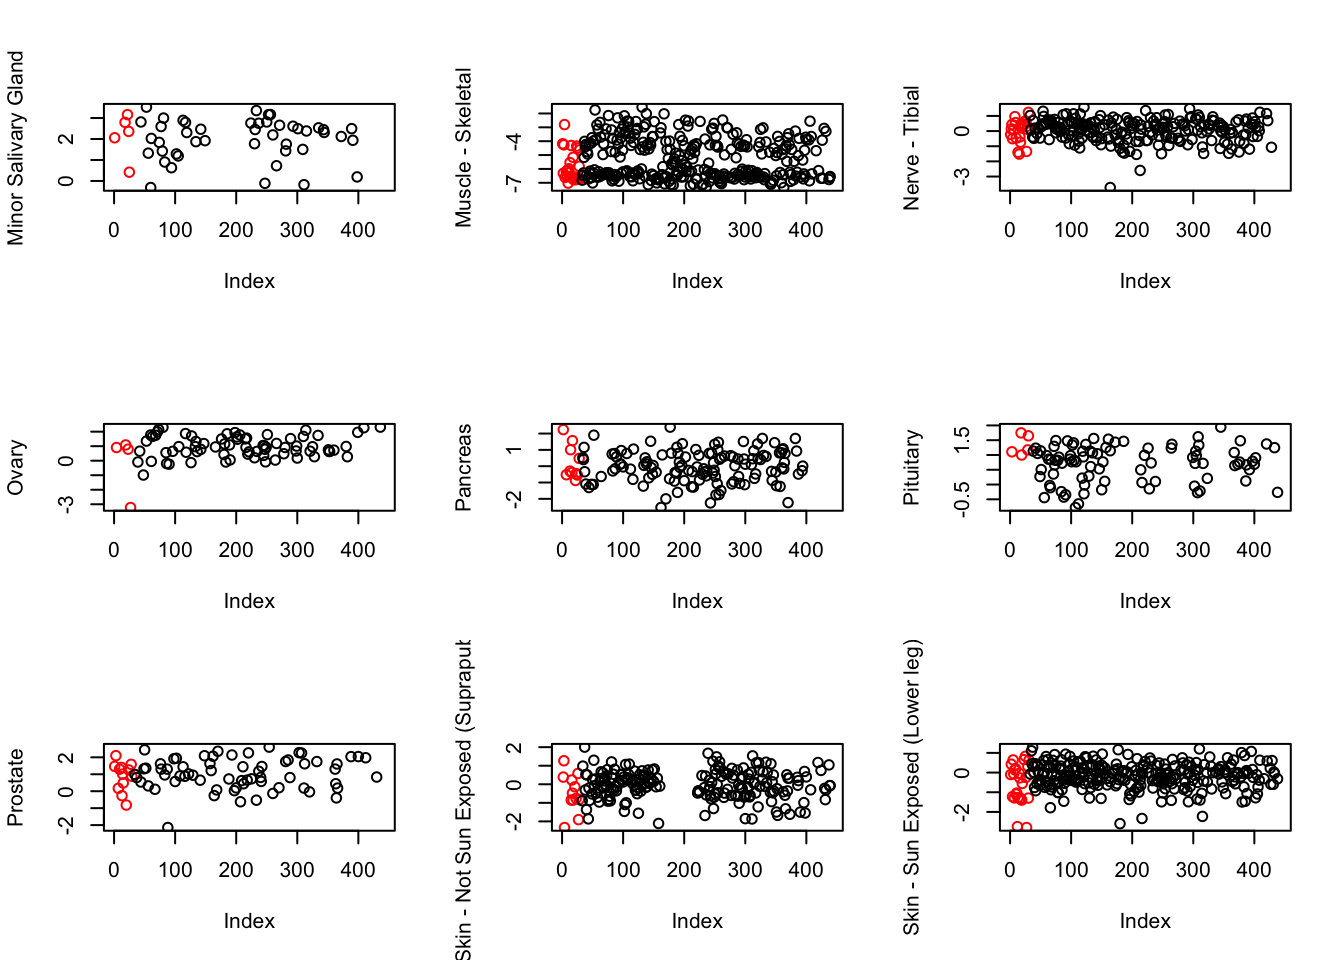 Minor Salivary Gland
0 2
0 100 200 300 400
Index
Muscle - Skeletal
-7 -4
0 100 200 300 400
Index
Nerve - Tibial
-3 0
0 100 200 300 400
Index
Ovary
-3 0
0 100 200 300 400
Index
Pancreas
-2 1
0 100 200 300 400
Index
Pituitary
-0.5 1.5
0 100 200 300 400
Index
Prostate
-2 0 2
0 100 200 300 400
Index
Skin - Not Sun Exposed (Suprapub
-2 0 2
0 100 200 300 400
Index
Skin - Sun Exposed (Lower leg)
-2 0
0 100 200 300 400
Index